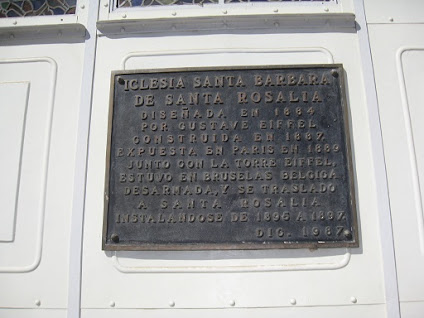 IGLESIA SANTA BARBARA
DE SANTA ROSALIA
DISEÑADA EN 1884
POR GUSTAVE EIFFEL
CONSTRUIDA EN 1887
EXPUESTA EN PARIS EN 1889
JUNTO CON LA TORRE EIFFEL,
ESTUVO EN BRUSELAS BELGICA
DESARMADA, Y SE TRASLADO
A SANTA ROSALIA
INSTALANDOSE DE 1895 A 1897.
DIC. 1987